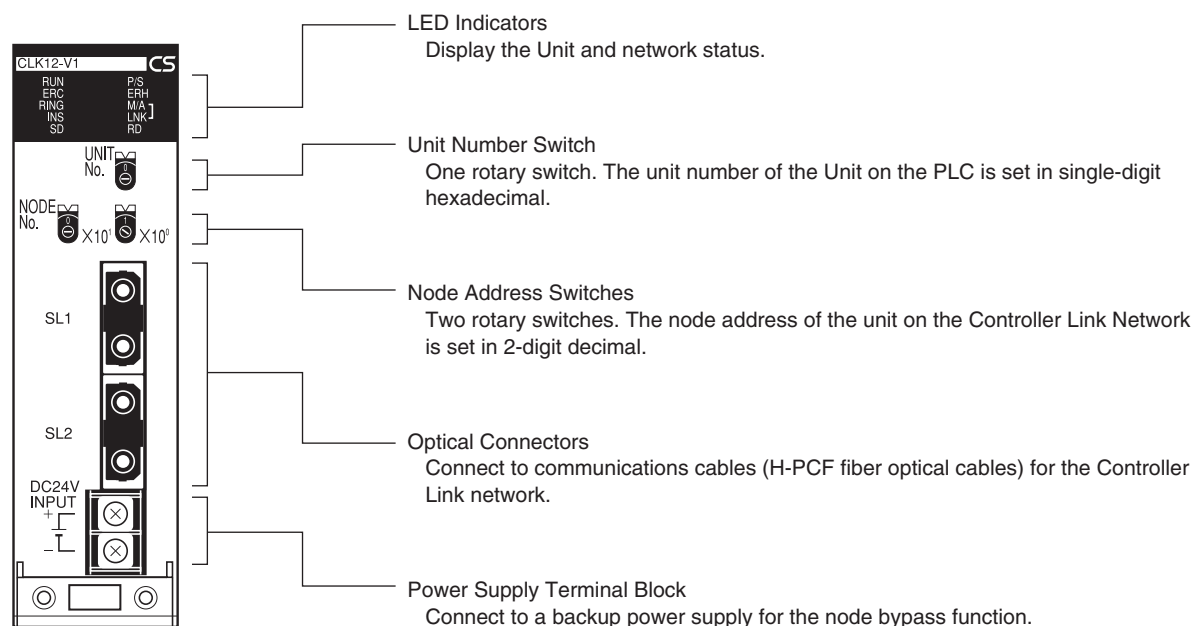 LED Indicators
Display the Unit and network status.
CLK12-V1 CS
RUN P/S
ERC ERH
RING M/A
INS LNK
SD RD
UNIT
No.
0
Unit Number Switch
One rotary switch. The unit number of the Unit on the PLC is set in single-digit
hexadecimal.
NODE
No.
0 X10¹ 1 X10⁰
Node Address Switches
Two rotary switches. The node address of the unit on the Controller Link Network
is set in 2-digit decimal.
SL1
SL2
Optical Connectors
Connect to communications cables (H-PCF fiber optical cables) for the Controller
Link network.
DC24V
INPUT
+
–
Power Supply Terminal Block
Connect to a backup power supply for the node bypass function.